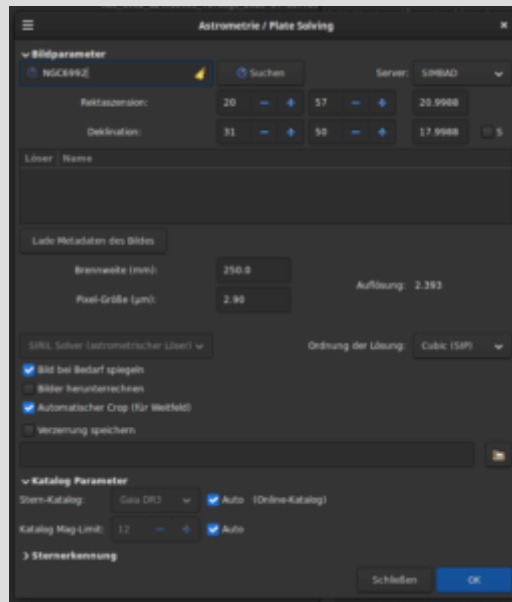 Astrometrie / Plate Solving
Bildparameter
NGC6992 Suchen Server: SIMBAD
Rektaszension: 20 − + 57 − + 20.9988
Deklination: 31 − + 50 − + 17.9988 S
Löser Name
Lade Metadaten des Bildes
Brennweite (mm): 250.0
Auflösung: 2.393
Pixel-Größe (µm): 2.90
SIRIL Solver (astrometrischer Löser) Ordnung der Lösung: Cubic (SIP)
Bild bei Bedarf spiegeln
Bilder herunterrechnen
Automatischer Crop (für Weitfeld)
Verzerrung speichern
Katalog Parameter
Stern-Katalog: Gaia DR3 Auto (Online-Katalog)
Katalog Mag-Limit: 12 − + Auto
Sternerkennung
Schließen OK